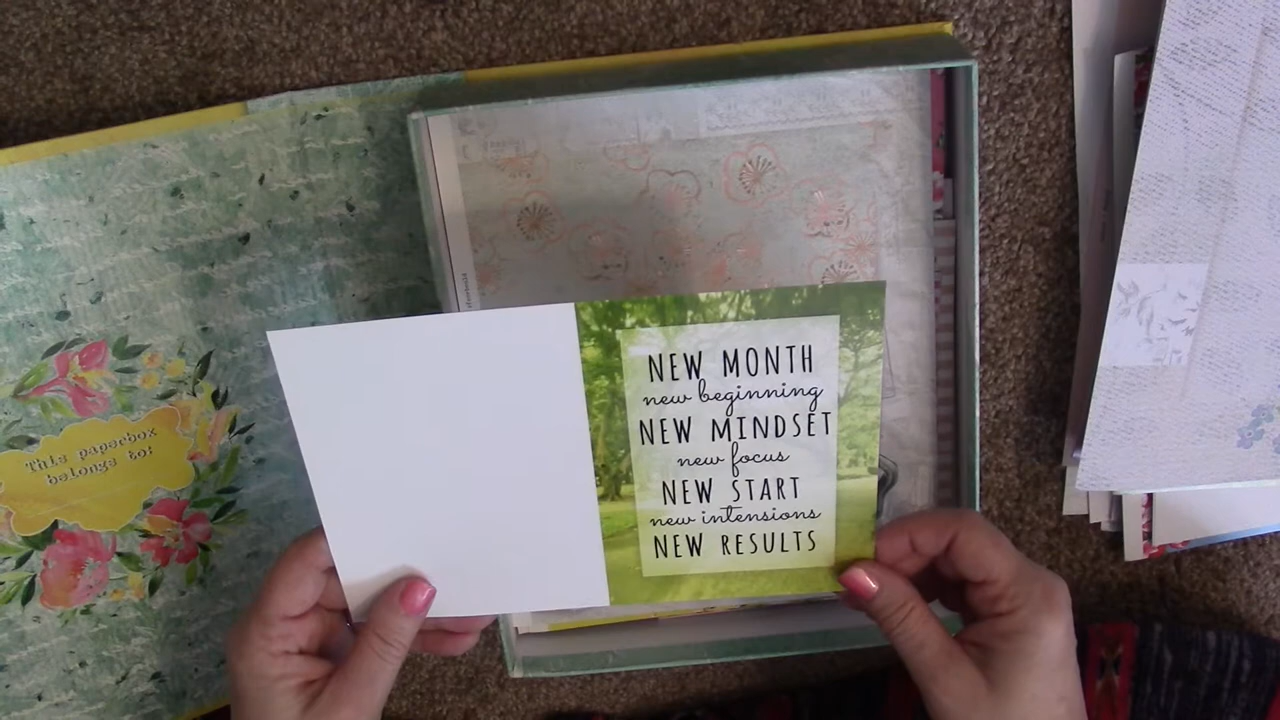 This paperbox
belongs to:
NEW MONTH
new beginning
NEW MINDSET
new focus
NEW START
new intensions
NEW RESULTS